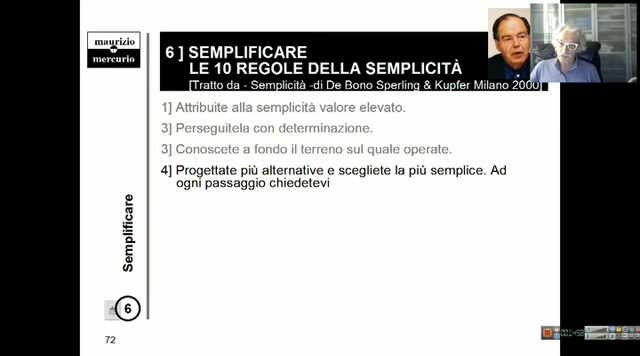 maurizio
mercurio
6 ] SEMPLIFICARE
LE 10 REGOLE DELLA SEMPLICITÀ
[Tratto da - Semplicità -di De Bono Sperling & Kupfer Milano 2000]
1] Attribuite alla semplicità valore elevato.
3] Perseguitela con determinazione.
3] Conoscete a fondo il terreno sul quale operate.
4] Progettate più alternative e scegliete la più semplice. Ad
ogni passaggio chiedetevi
Semplificare
6
72